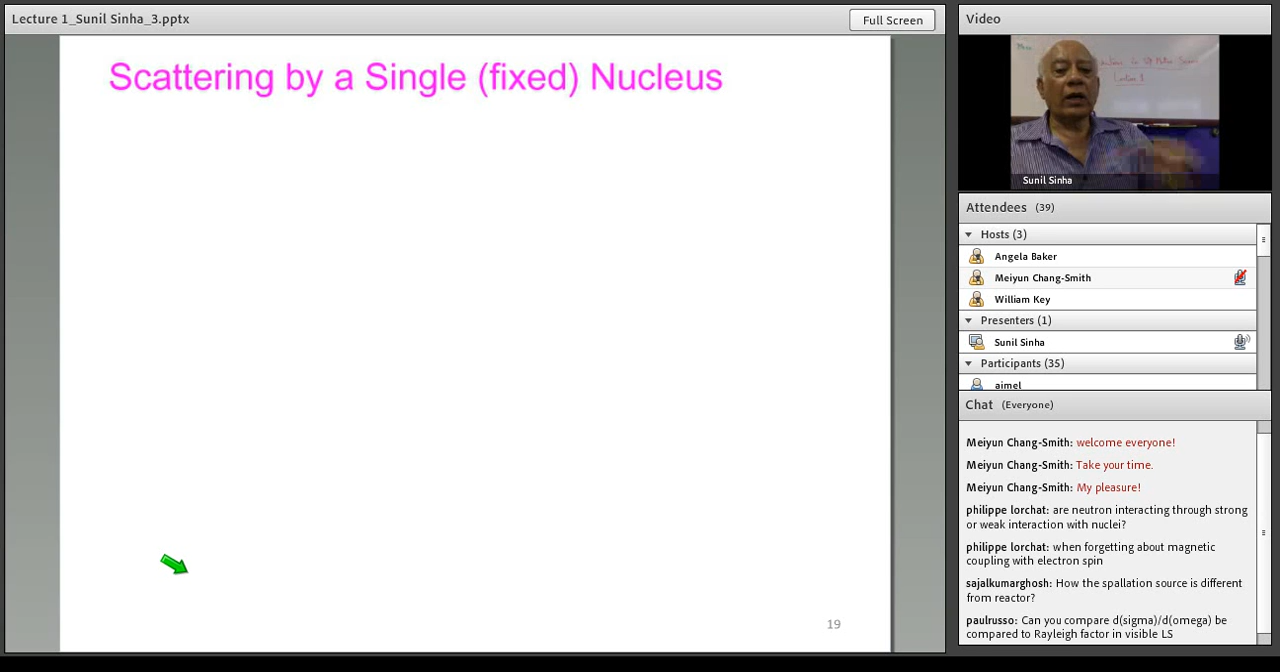 Lecture 1_Sunil Sinha_3.pptx
Full Screen
Scattering by a Single (fixed) Nucleus
19
Video
Lecture 1
Sunil Sinha
Attendees (39)
Hosts (3)
Angela Baker
Meiyun Chang-Smith
William Key
Presenters (1)
Sunil Sinha
Participants (35)
aimel
Chat (Everyone)
Meiyun Chang-Smith: welcome everyone!
Meiyun Chang-Smith: Take your time.
Meiyun Chang-Smith: My pleasure!
philippe lorchat: are neutron interacting through strong
or weak interaction with nuclei?
philippe lorchat: when forgetting about magnetic
coupling with electron spin
sajalkumarghosh: How the spallation source is different
from reactor?
paulrusso: Can you compare d(sigma)/d(omega) be
compared to Rayleigh factor in visible LS